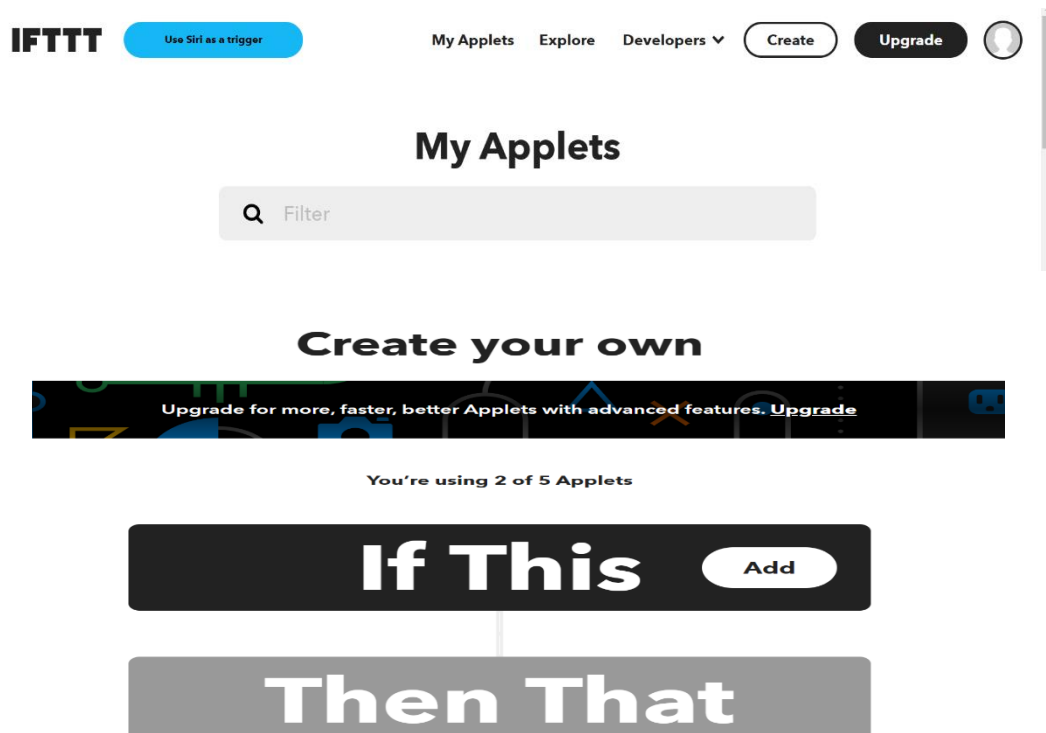 IFTTT Use Siri as a trigger My Applets Explore Developers Create Upgrade
My Applets
Filter
Create your own
Upgrade for more, faster, better Applets with advanced features. Upgrade
You're using 2 of 5 Applets
If This Add
Then That